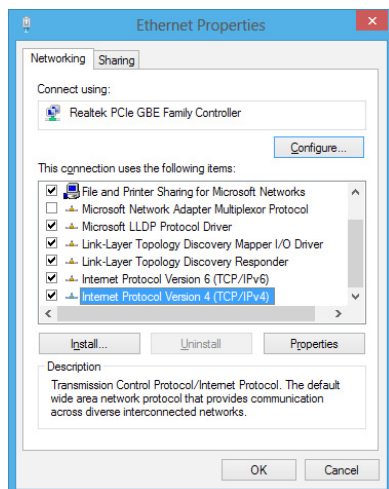 Ethernet Properties
Networking
Sharing
Connect using:
Realtek PCIe GBE Family Controller
Configure...
This connection uses the following items:
File and Printer Sharing for Microsoft Networks
Microsoft Network Adapter Multiplexor Protocol
Microsoft LLDP Protocol Driver
Link-Layer Topology Discovery Mapper I/O Driver
Link-Layer Topology Discovery Responder
Internet Protocol Version 6 (TCP/IPv6)
Internet Protocol Version 4 (TCP/IPv4)
Install...
Uninstall
Properties
Description
Transmission Control Protocol/Internet Protocol. The default
wide area network protocol that provides communication
across diverse interconnected networks.
OK
Cancel